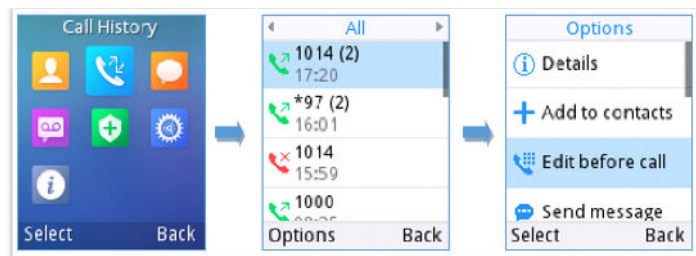 Call History
Select Back
All
1014 (2)
17:20
*97 (2)
16:01
1014
15:59
1000
Options Back
Options
Details
Add to contacts
Edit before call
Send message
Select Back